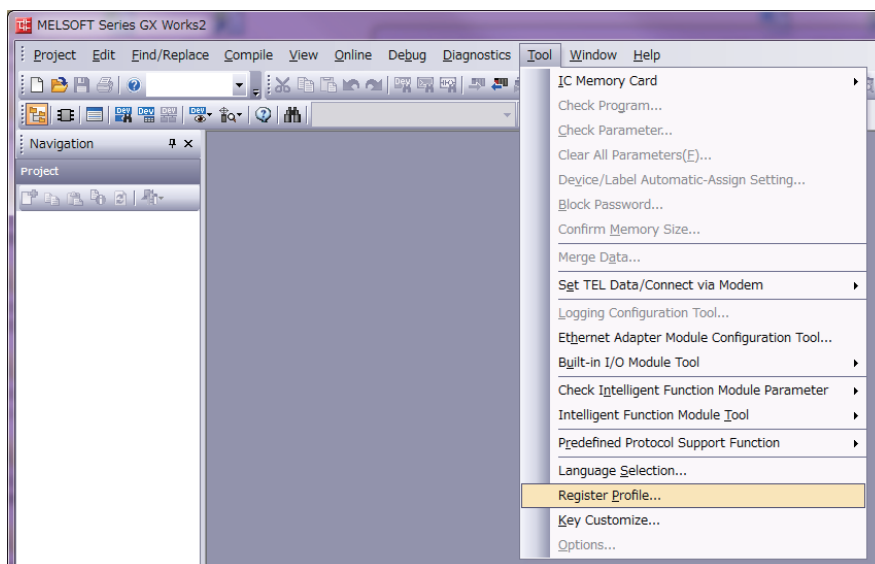 MELSOFT Series GX Works2
Project Edit Find/Replace Compile View Online Debug Diagnostics Tool Window Help
Navigation
Project
IC Memory Card
Check Program...
Check Parameter...
Clear All Parameters(F)...
Device/Label Automatic-Assign Setting...
Block Password...
Confirm Memory Size...
Merge Data...
Set TEL Data/Connect via Modem
Logging Configuration Tool...
Ethernet Adapter Module Configuration Tool...
Built-in I/O Module Tool
Check Intelligent Function Module Parameter
Intelligent Function Module Tool
Predefined Protocol Support Function
Language Selection...
Register Profile...
Key Customize...
Options...